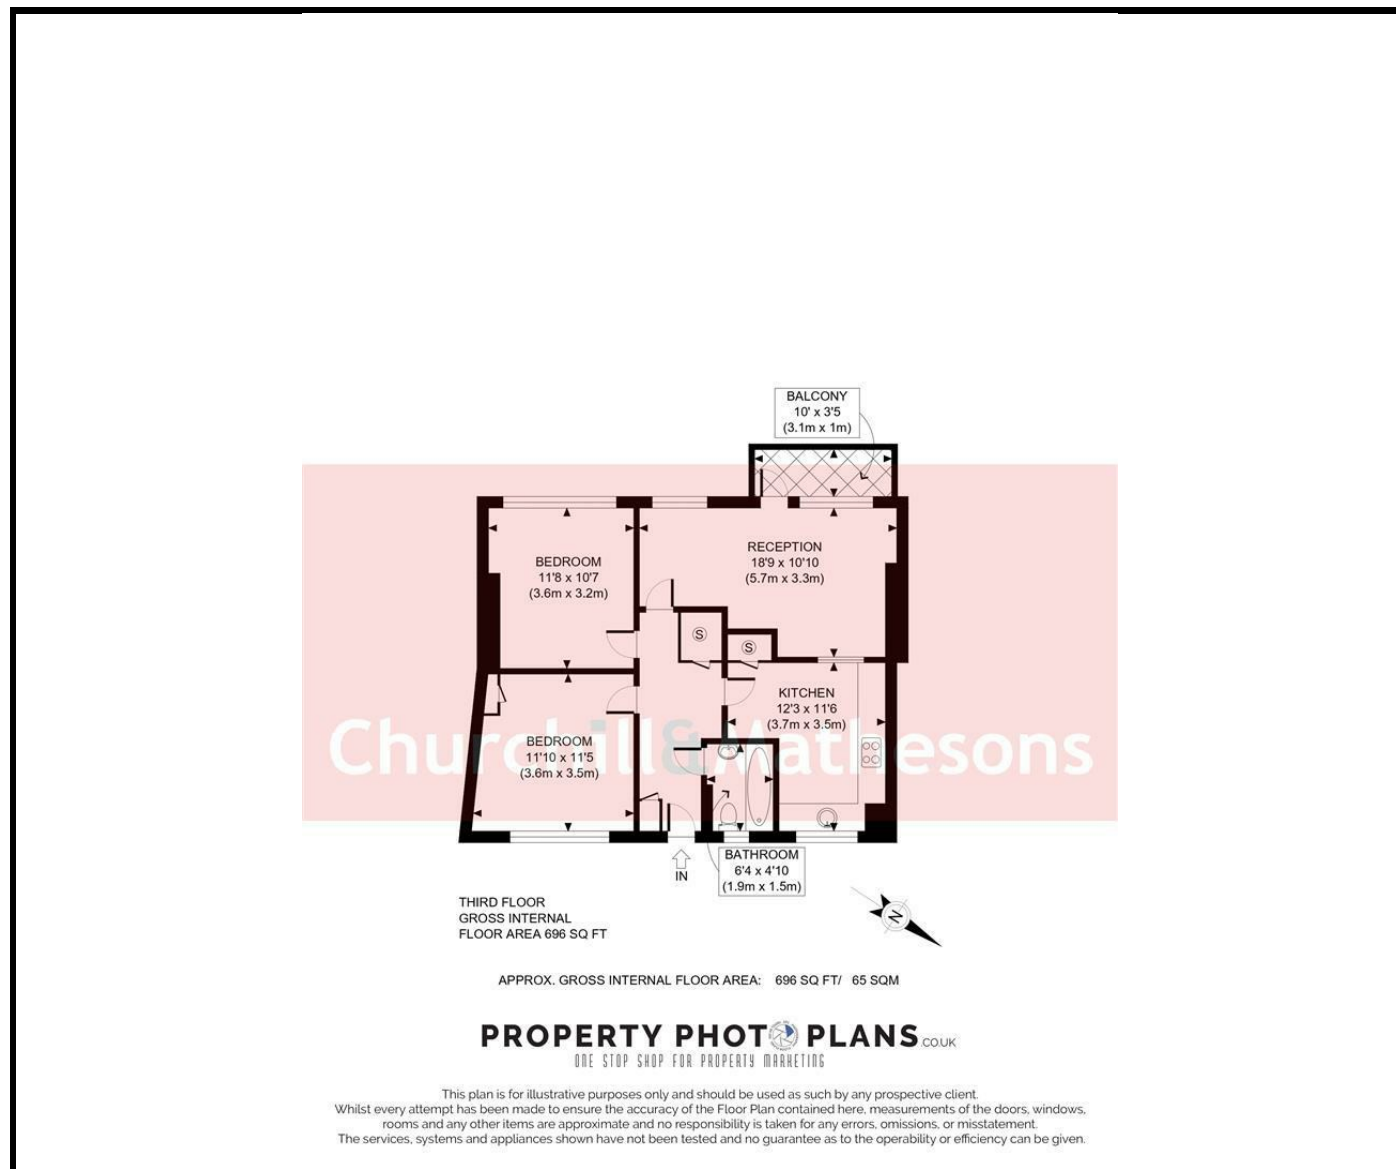 BALCONY
10' x 3'5
(3.1m x 1m)
RECEPTION
18'9 x 10'10
(5.7m x 3.3m)
BEDROOM
11'8 x 10'7
(3.6m x 3.2m)
S
S
KITCHEN
12'3 x 11'6
(3.7m x 3.5m)
Churchill & Mathesons
BEDROOM
11'10 x 11'5
(3.6m x 3.5m)
BATHROOM
6'4 x 4'10
(1.9m x 1.5m)
IN
THIRD FLOOR
GROSS INTERNAL
FLOOR AREA 696 SQ FT
N
APPROX. GROSS INTERNAL FLOOR AREA: 696 SQ FT/ 65 SQM
PROPERTY PHOTO PLANS.CO.UK
ONE STOP SHOP FOR PROPERTY MARKETING
This plan is for illustrative purposes only and should be used as such by any prospective client.
Whilst every attempt has been made to ensure the accuracy of the Floor Plan contained here, measurements of the doors, windows,
rooms and any other items are approximate and no responsibility is taken for any errors, omissions, or misstatement.
The services, systems and appliances shown have not been tested and no guarantee as to the operability or efficiency can be given.